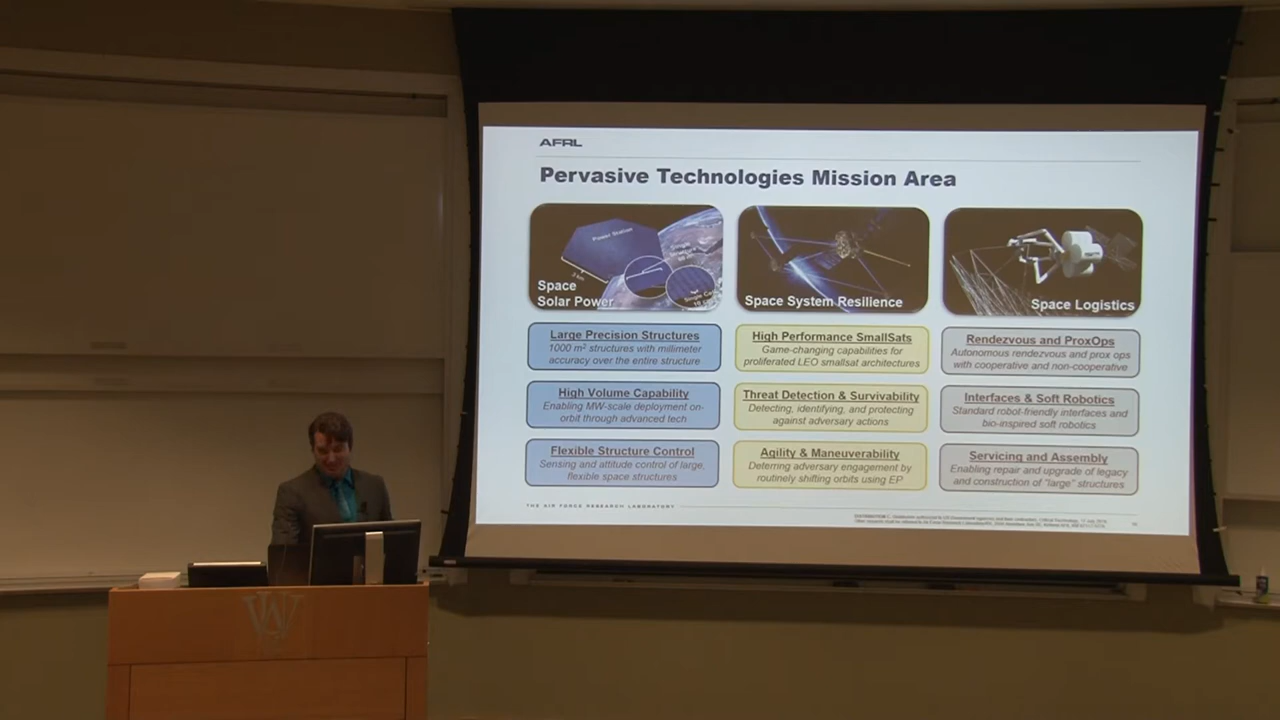 AFRL
Pervasive Technologies Mission Area
Power Station
Space
Solar Power
Space System Resilience
Space Logistics
Large Precision Structures
1000 m² structures with millimeter
accuracy over the entire structure
High Performance SmallSats
Game-changing capabilities for
proliferated LEO smallsat architectures
Rendezvous and ProxOps
Autonomous rendezvous and prox ops
with cooperative and non-cooperative
High Volume Capability
Enabling MW-scale deployment on-
orbit through advanced tech
Threat Detection & Survivability
Detecting, identifying, and protecting
against adversary actions
Interfaces & Soft Robotics
Standard robot-friendly interfaces and
bio-inspired soft robotics
Flexible Structure Control
Sensing and attitude control of large,
flexible space structures
Agility & Maneuverability
Deterring adversary engagement by
routinely shifting orbits using EP
Servicing and Assembly
Enabling repair and upgrade of legacy
and construction of "large" structures
THE AIR FORCE RESEARCH LABORATORY
W